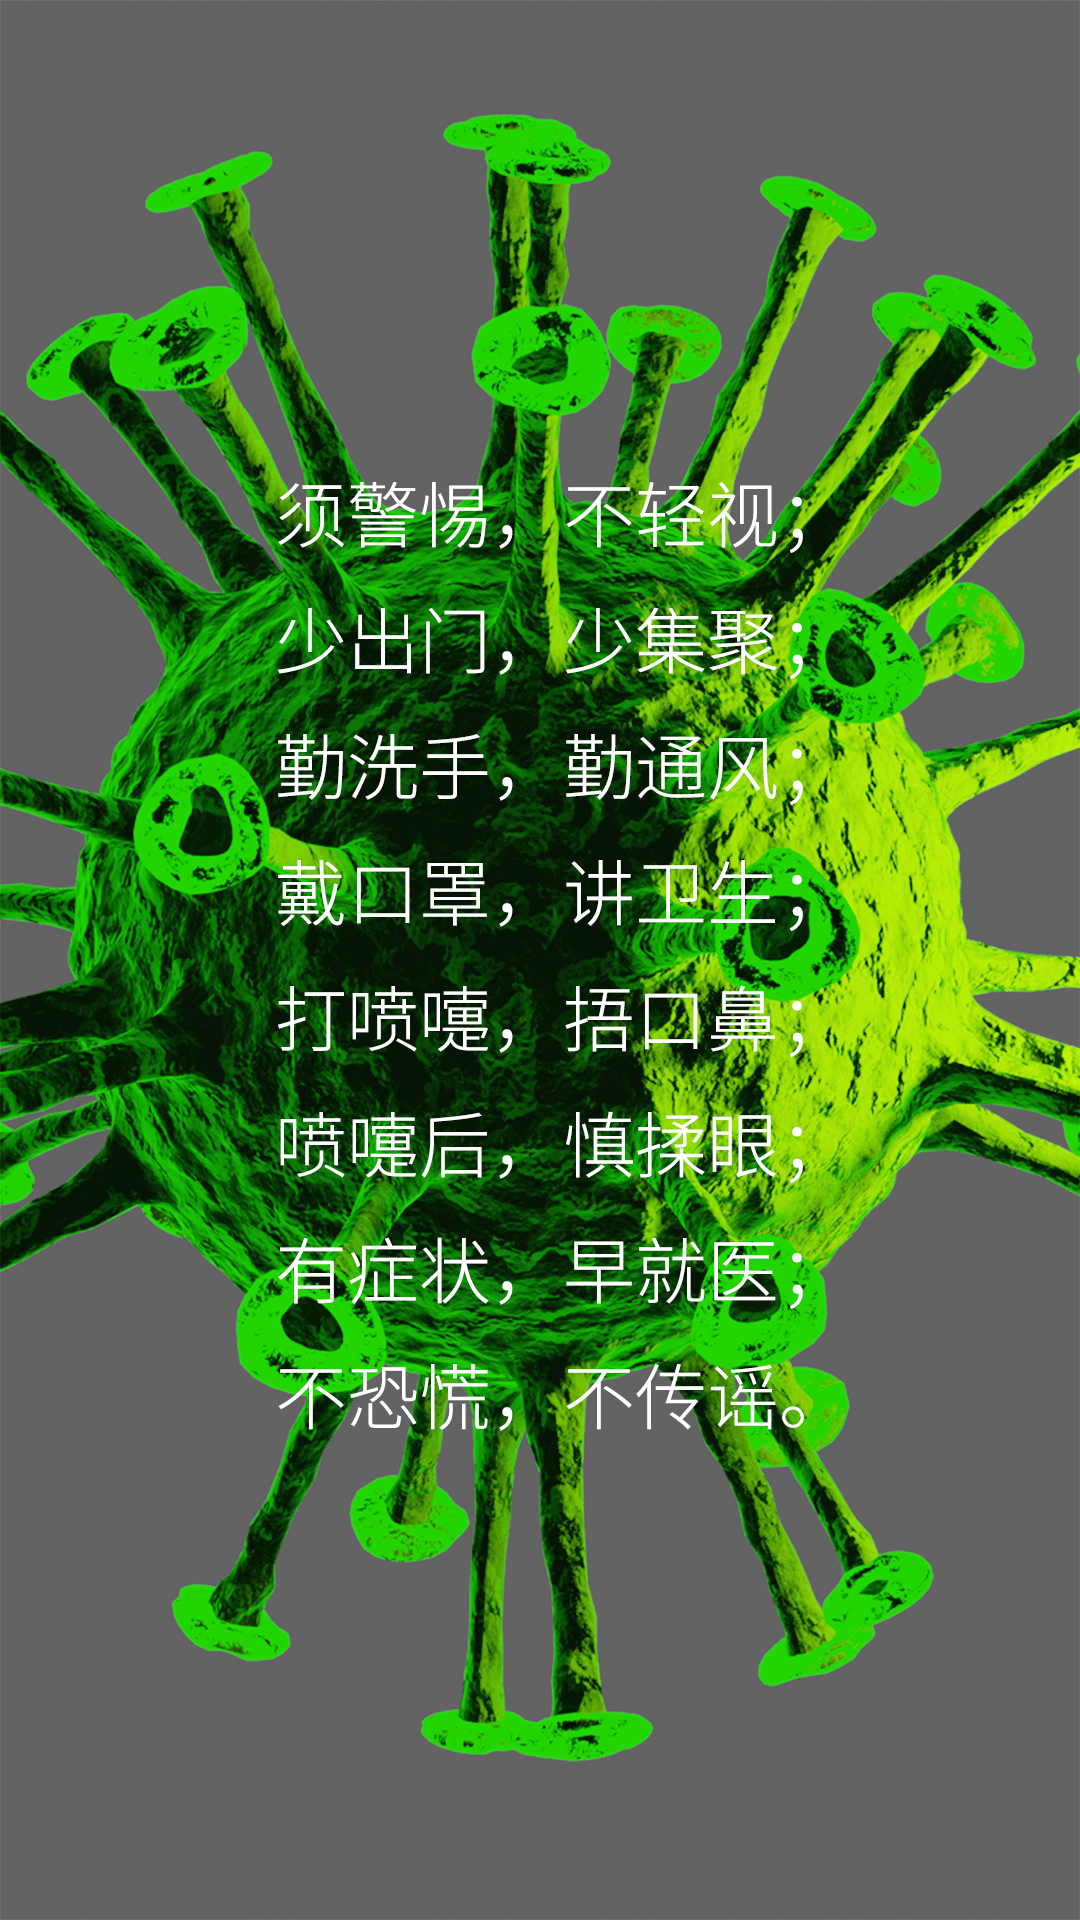 须警惕，不轻视；
少出门，少集聚；
勤洗手，勤通风；
戴口罩，讲卫生；
打喷嚏，捂口鼻；
喷嚏后，慎揉眼；
有症状，早就医；
不恐慌，不传谣。